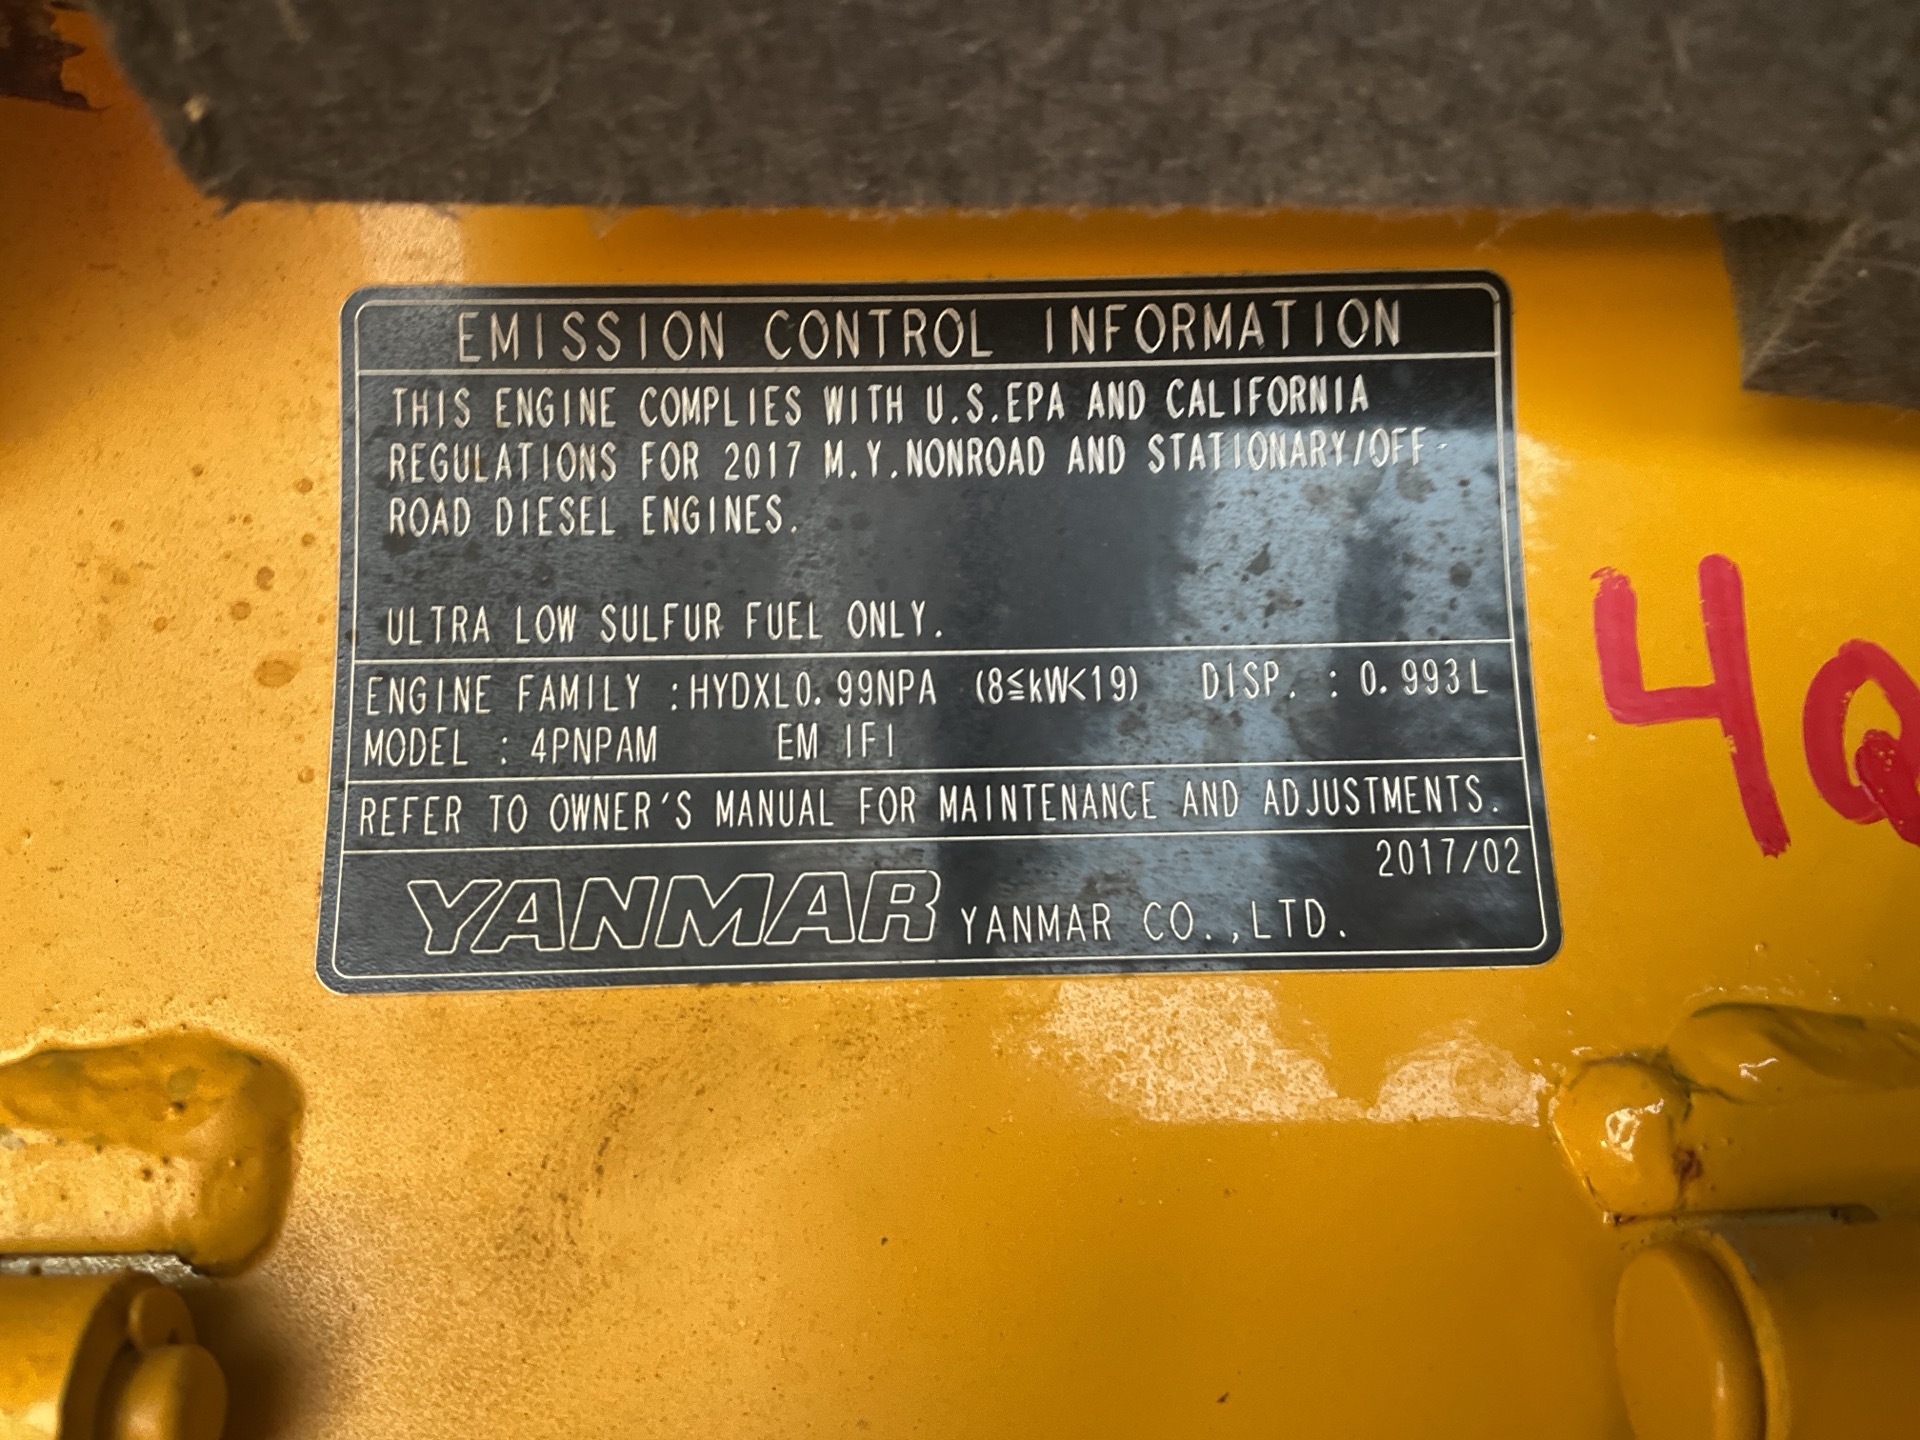 EMISSION CONTROL INFORMATION
THIS ENGINE COMPLIES WITH U.S.EPA AND CALIFORNIA
REGULATIONS FOR 2017 M.Y.NONROAD AND STATIONARY/OFF-
ROAD DIESEL ENGINES.
ULTRA LOW SULFUR FUEL ONLY.
ENGINE FAMILY :HYDXL0.99NPA (8≦kW<19) DISP. : 0.993L
MODEL : 4PNPAM EM IFI
REFER TO OWNER'S MANUAL FOR MAINTENANCE AND ADJUSTMENTS.
2017/02
YANMAR YANMAR CO.,LTD.
4